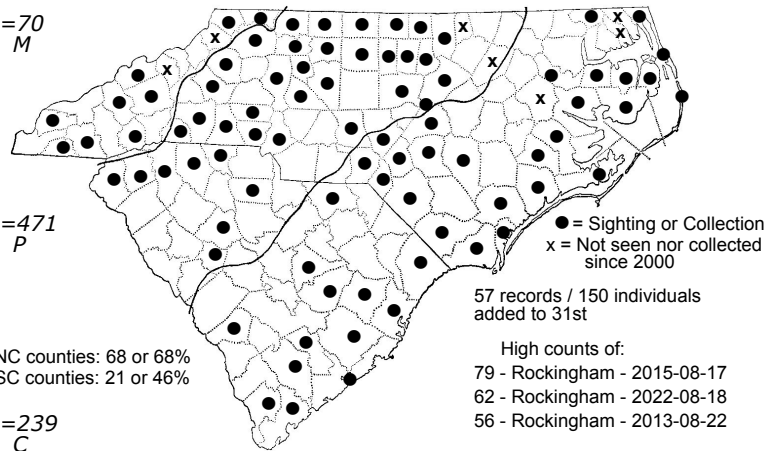 =70
M
=471
P
● = Sighting or Collection
x = Not seen nor collected
since 2000
57 records / 150 individuals
added to 31st
NC counties: 68 or 68%
SC counties: 21 or 46%
High counts of:
79 - Rockingham - 2015-08-17
62 - Rockingham - 2022-08-18
56 - Rockingham - 2013-08-22
=239
C